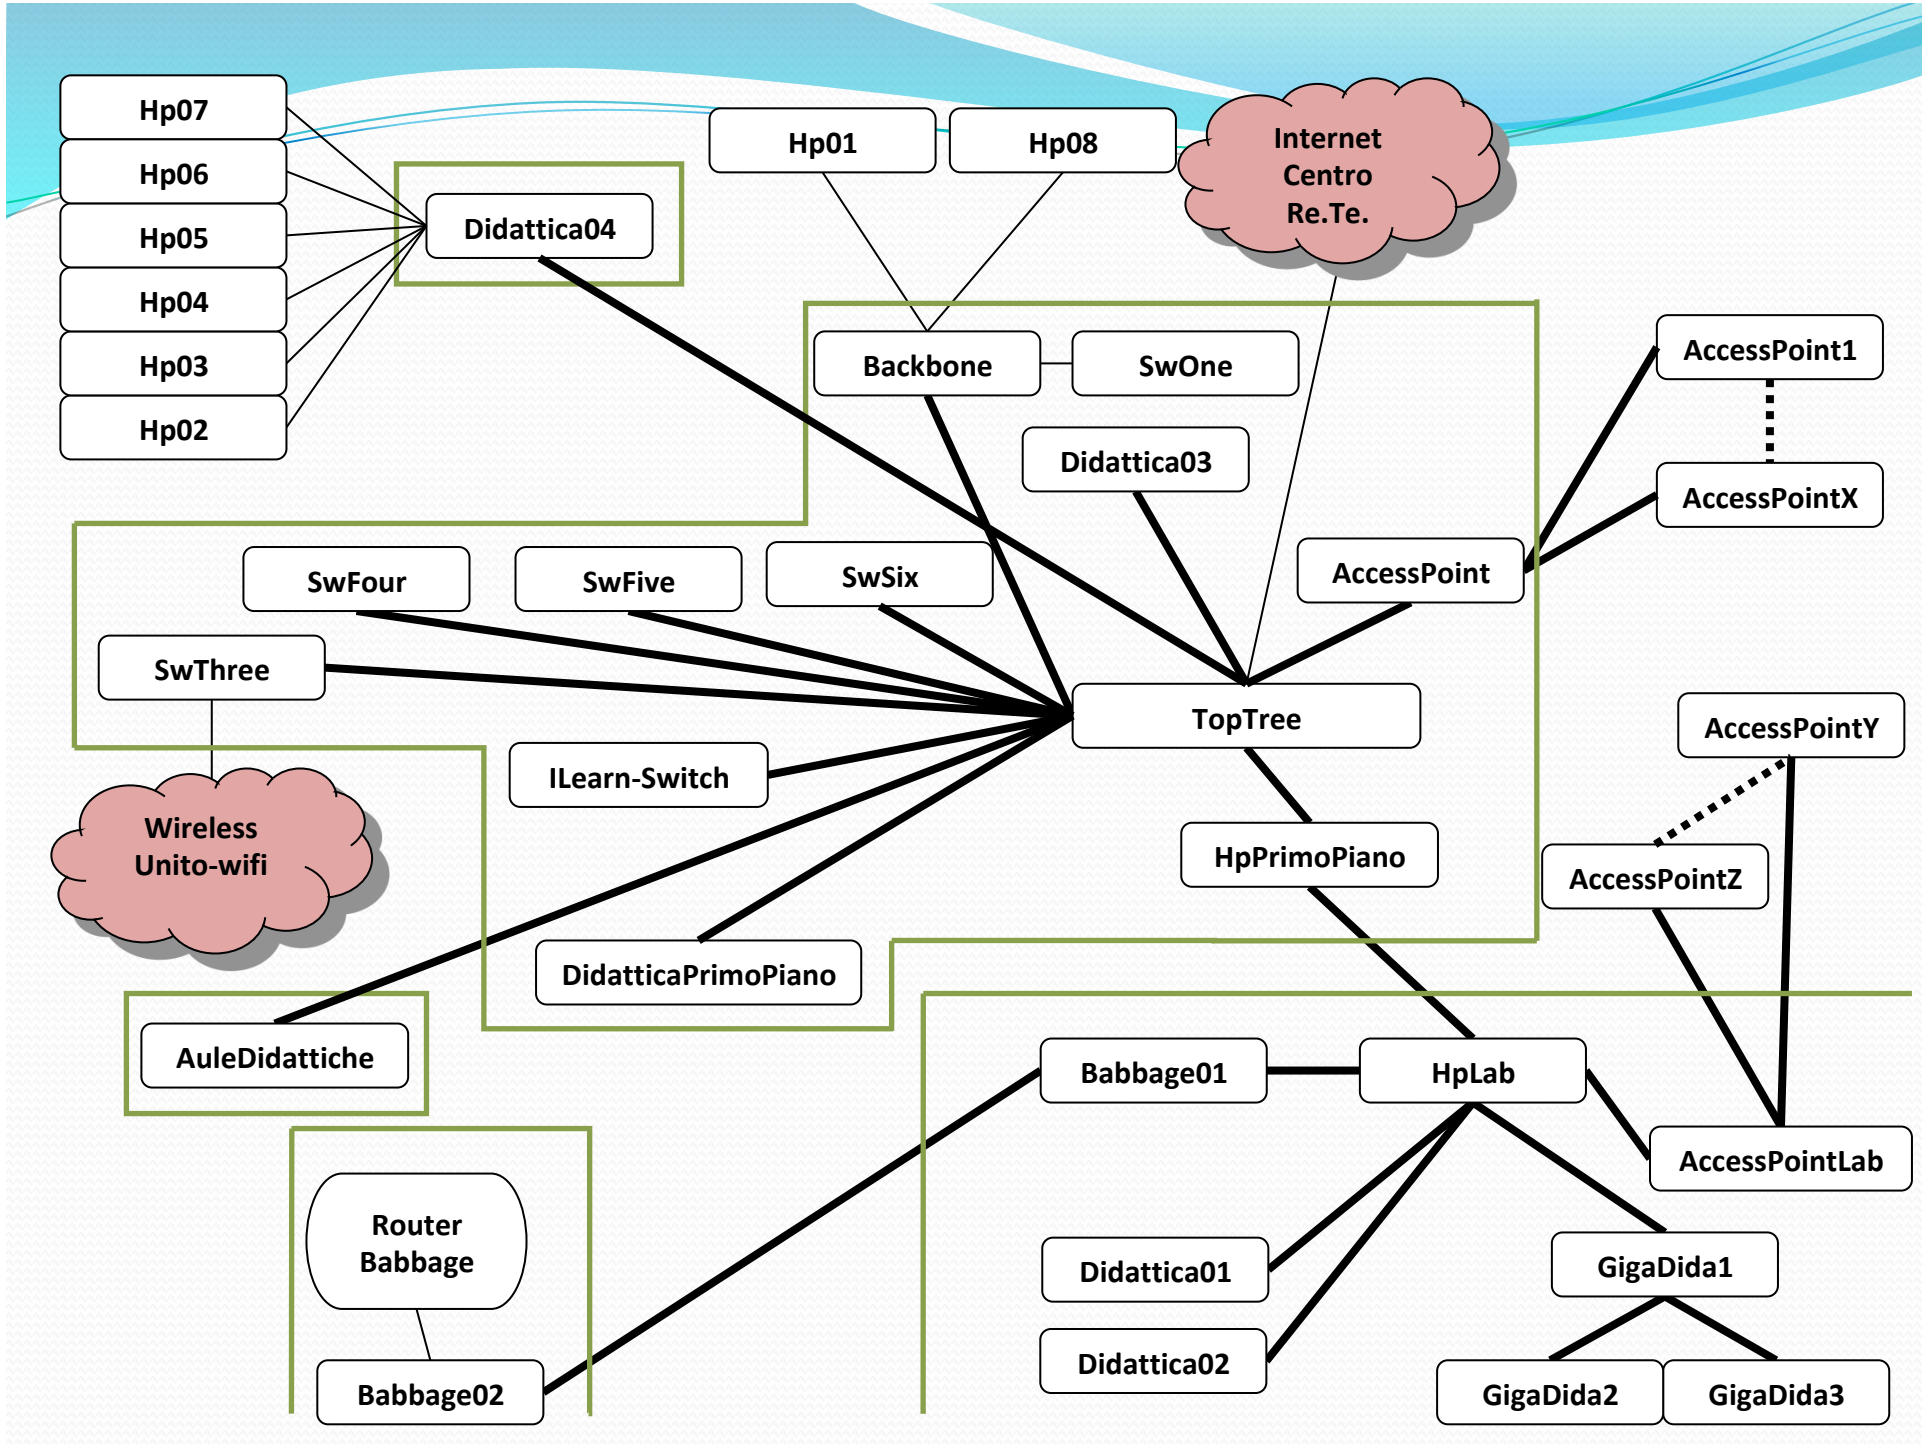 Hp07
Hp06
Hp05
Hp04
Hp03
Hp02
Didattica04
Hp01
Hp08
Internet
Centro
Re.Te.
Backbone
SwOne
AccessPoint1
Didattica03
AccessPointX
SwFour
SwFive
SwSix
AccessPoint
SwThree
TopTree
AccessPointY
ILearn-Switch
Wireless
Unito-wifi
HpPrimoPiano
AccessPointZ
DidatticaPrimoPiano
AuleDidattiche
Babbage01
HpLab
AccessPointLab
Router
Babbage
Didattica01
GigaDida1
Didattica02
Babbage02
GigaDida2
GigaDida3